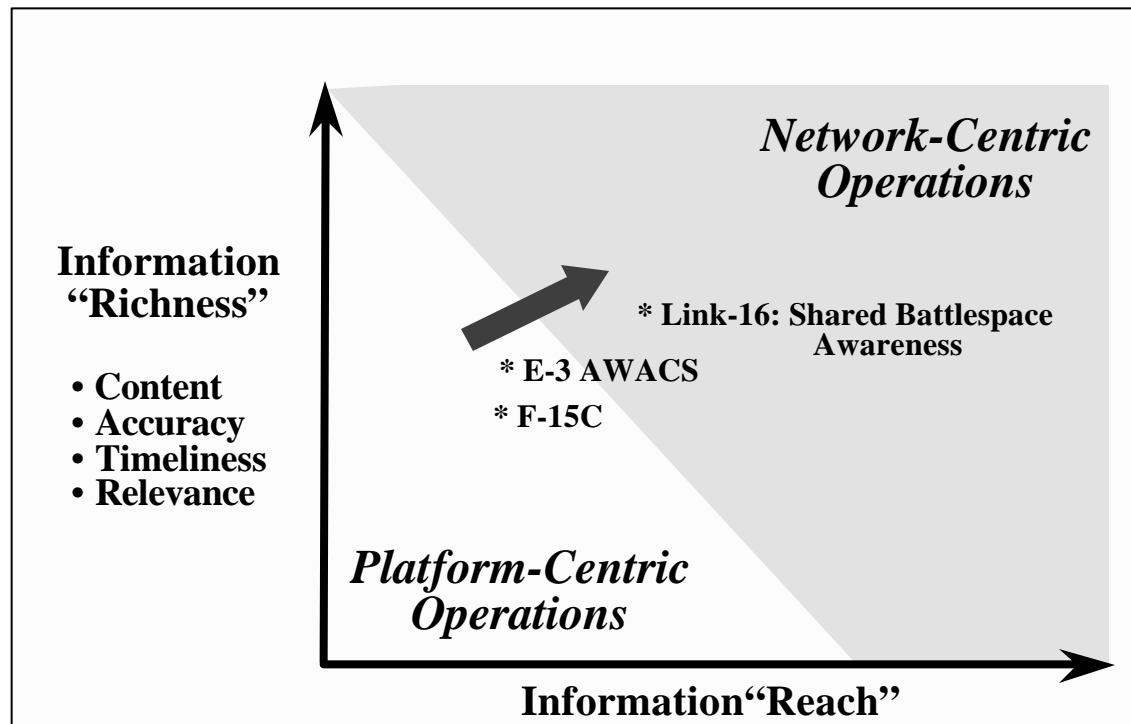 Network-Centric
Operations
Information
“Richness”
• Content
• Accuracy
• Timeliness
• Relevance
* Link-16: Shared Battlespace
Awareness
* E-3 AWACS
* F-15C
Platform-Centric
Operations
Information“Reach”